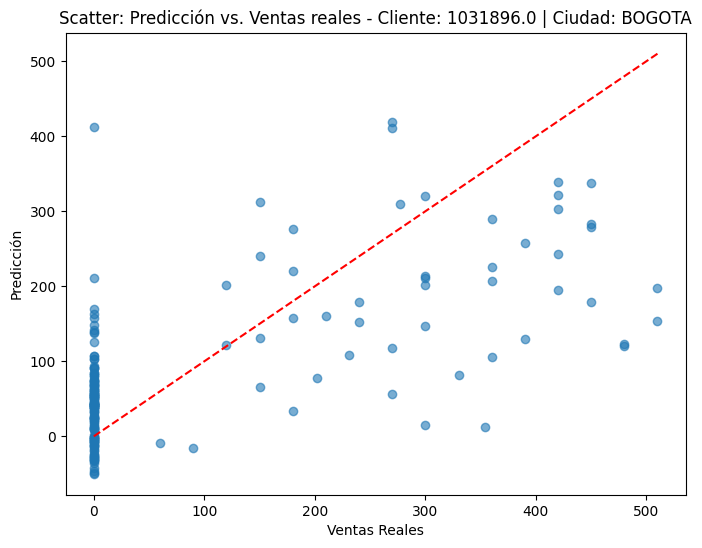 Scatter: Predicción vs. Ventas reales - Cliente: 1031896.0 | Ciudad: BOGOTA
500
400
300
200
100
0
Predicción
0 100 200 300 400 500
Ventas Reales